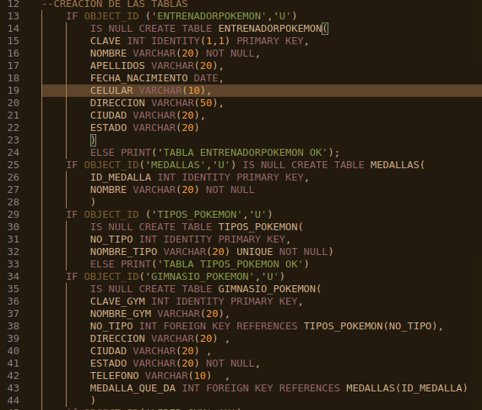 12 --CREACION DE LAS TABLAS
13 IF OBJECT_ID ('ENTRENADORPOKEMON','U')
14 IS NULL CREATE TABLE ENTRENADORPOKEMON(
15 CLAVE INT IDENTITY(1,1) PRIMARY KEY,
16 NOMBRE VARCHAR(20) NOT NULL,
17 APELLIDOS VARCHAR(20),
18 FECHA_NACIMIENTO DATE,
19 CELULAR VARCHAR(10),
20 DIRECCION VARCHAR(50),
21 CIUDAD VARCHAR(20),
22 ESTADO VARCHAR(20)
23 )
24 ELSE PRINT('TABLA ENTRENADORPOKEMON OK');
25 IF OBJECT_ID('MEDALLAS','U') IS NULL CREATE TABLE MEDALLAS(
26 ID_MEDALLA INT IDENTITY PRIMARY KEY,
27 NOMBRE VARCHAR(20) NOT NULL
28 )
29 IF OBJECT_ID ('TIPOS_POKEMON','U')
30 IS NULL CREATE TABLE TIPOS_POKEMON(
31 NO_TIPO INT IDENTITY PRIMARY KEY,
32 NOMBRE_TIPO VARCHAR(20) UNIQUE NOT NULL)
33 ELSE PRINT('TABLA TIPOS_POKEMON OK')
34 IF OBJECT_ID('GIMNASIO_POKEMON','U')
35 IS NULL CREATE TABLE GIMNASIO_POKEMON(
36 CLAVE_GYM INT IDENTITY PRIMARY KEY,
37 NOMBRE_GYM VARCHAR(20),
38 NO_TIPO INT FOREIGN KEY REFERENCES TIPOS_POKEMON(NO_TIPO),
39 DIRECCION VARCHAR(20) ,
40 CIUDAD VARCHAR(20) ,
41 ESTADO VARCHAR(20) NOT NULL,
42 TELEFONO VARCHAR(10) ,
43 MEDALLA_QUE_DA INT FOREIGN KEY REFERENCES MEDALLAS(ID_MEDALLA)
44 )